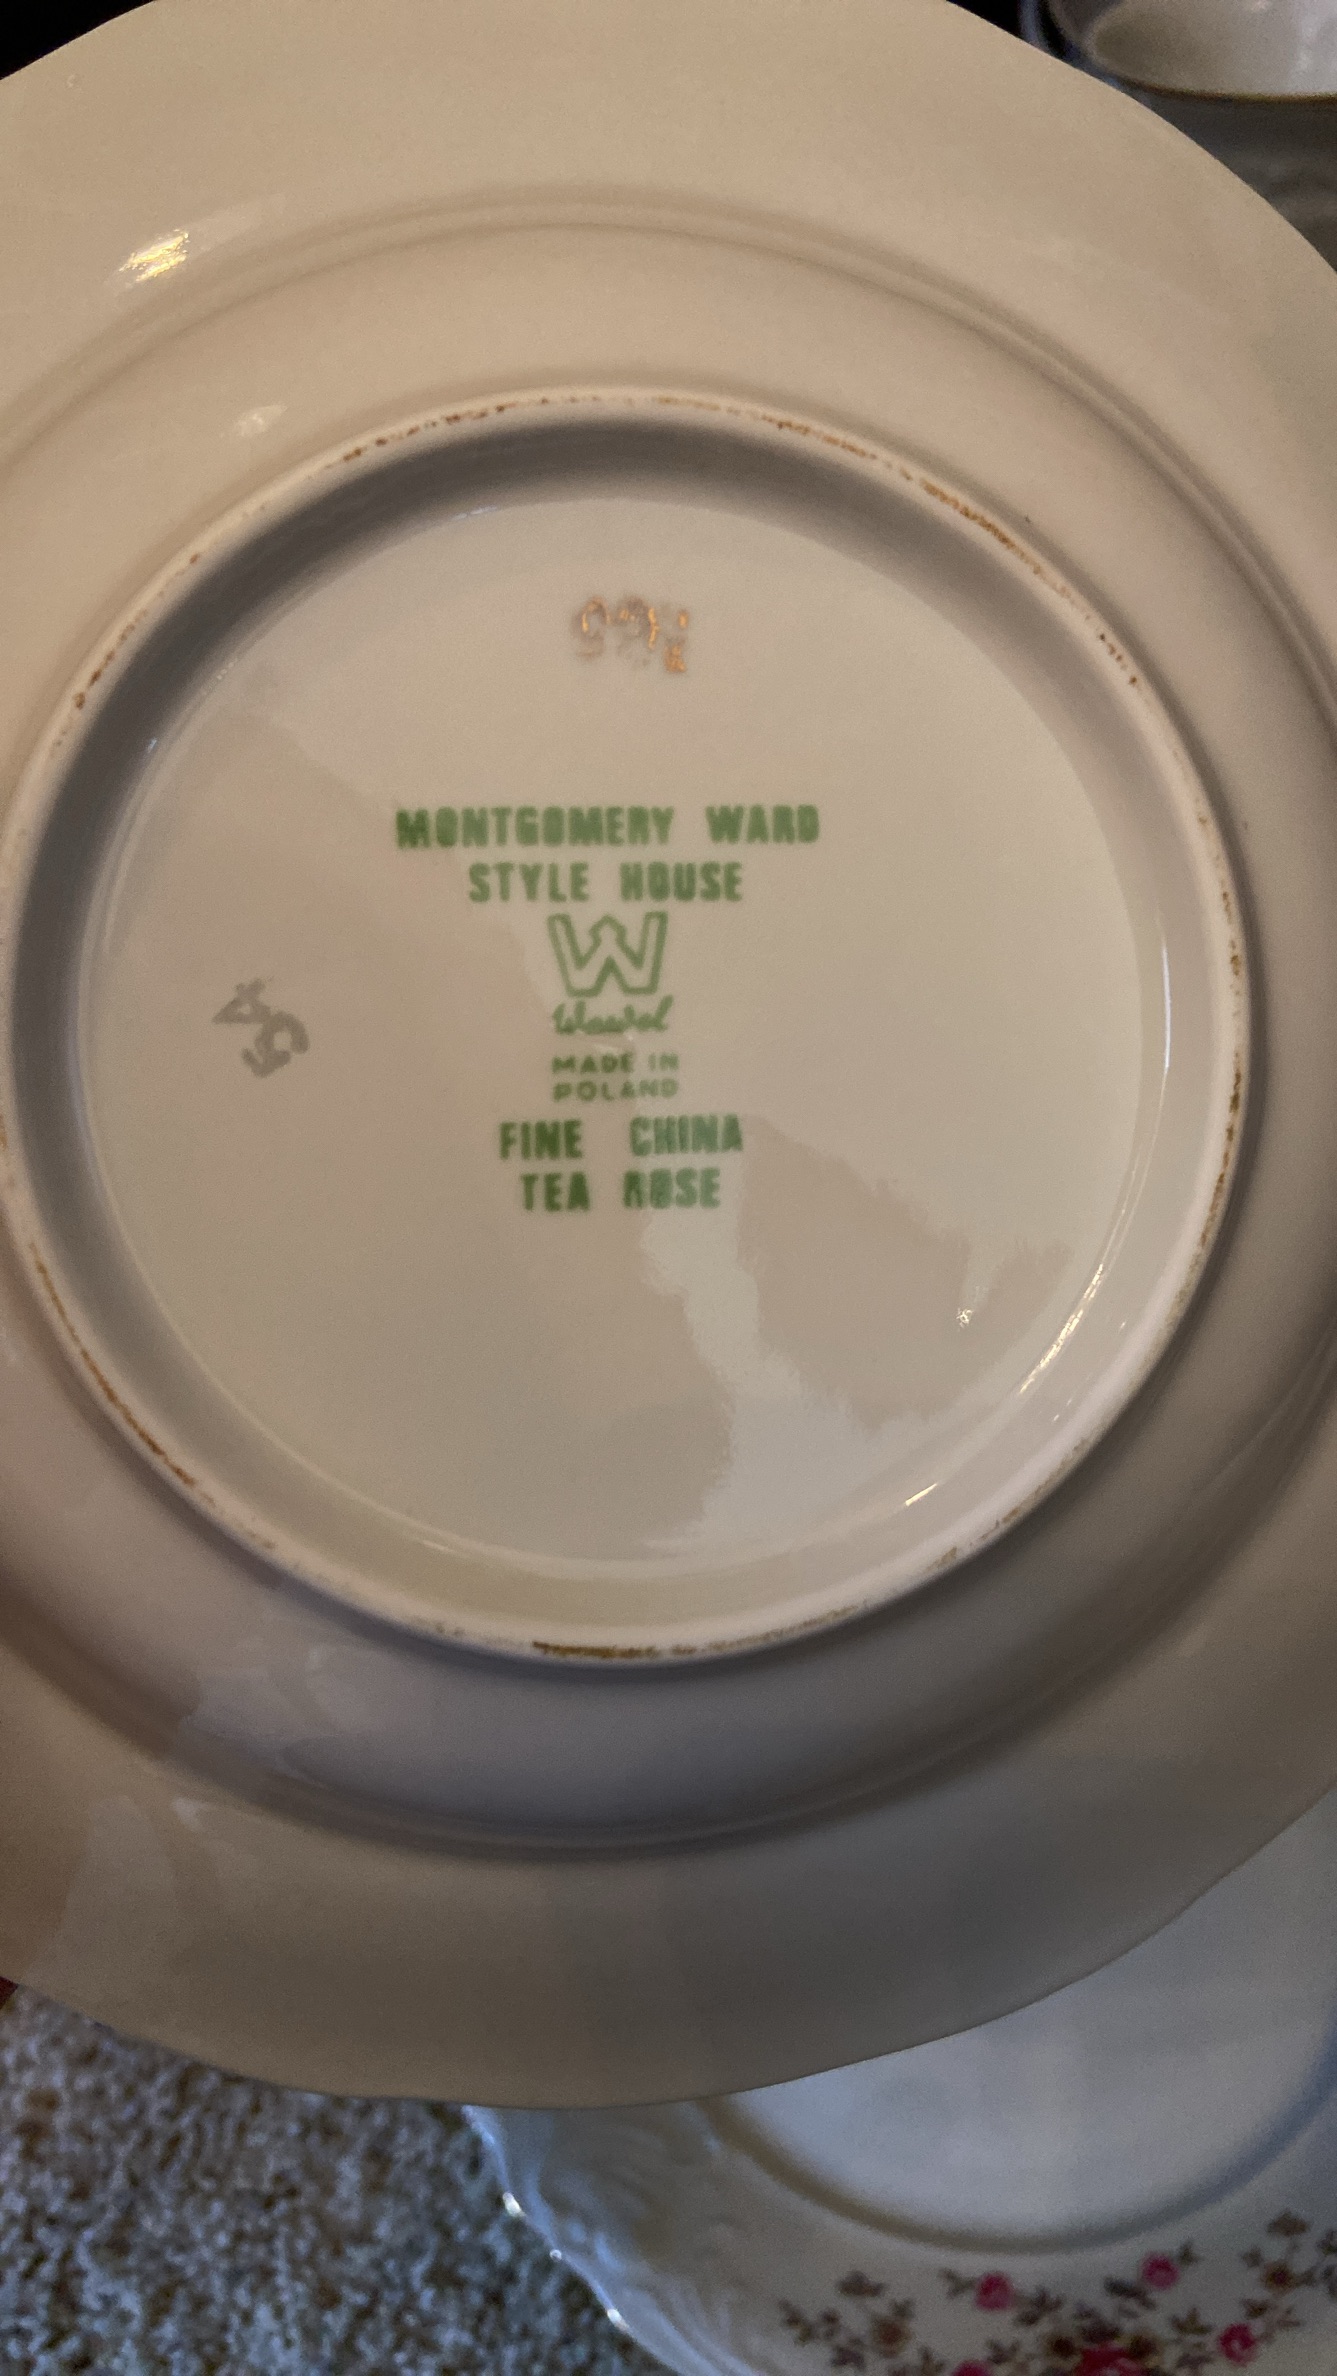 MONTGOMERY WARD
STYLE HOUSE
W
Wawel
MADE IN
POLAND
FINE CHINA
TEA ROSE